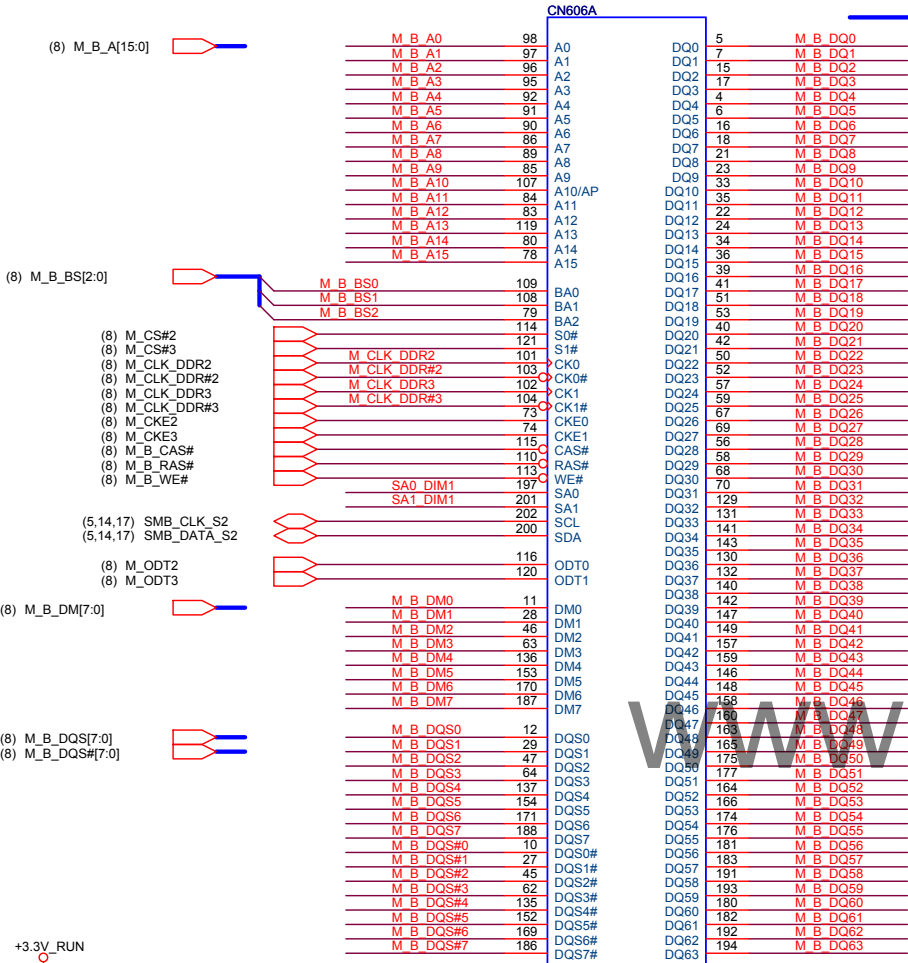 CN606A
(8) M_B_A[15:0]
M_B_A0 98 A0 DQ0 5 M_B_DQ0
M_B_A1 97 A1 DQ1 7 M_B_DQ1
M_B_A2 96 A2 DQ2 15 M_B_DQ2
M_B_A3 95 A3 DQ3 17 M_B_DQ3
M_B_A4 92 A4 DQ4 4 M_B_DQ4
M_B_A5 91 A5 DQ5 6 M_B_DQ5
M_B_A6 90 A6 DQ6 16 M_B_DQ6
M_B_A7 86 A7 DQ7 18 M_B_DQ7
M_B_A8 89 A8 DQ8 21 M_B_DQ8
M_B_A9 85 A9 DQ9 23 M_B_DQ9
M_B_A10 107 A10/AP DQ10 33 M_B_DQ10
M_B_A11 84 A11 DQ11 35 M_B_DQ11
M_B_A12 83 A12 DQ12 22 M_B_DQ12
M_B_A13 119 A13 DQ13 24 M_B_DQ13
M_B_A14 80 A14 DQ14 34 M_B_DQ14
M_B_A15 78 A15 DQ15 36 M_B_DQ15
DQ16 39 M_B_DQ16
(8) M_B_BS[2:0]
M_B_BS0 109 BA0 DQ17 41 M_B_DQ17
M_B_BS1 108 BA1 DQ18 51 M_B_DQ18
M_B_BS2 79 BA2 DQ19 53 M_B_DQ19
(8) M_CS#2 114 S0# DQ20 40 M_B_DQ20
(8) M_CS#3 121 S1# DQ21 42 M_B_DQ21
(8) M_CLK_DDR2 M_CLK_DDR2 101 CK0 DQ22 50 M_B_DQ22
(8) M_CLK_DDR#2 M_CLK_DDR#2 103 CK0# DQ23 52 M_B_DQ23
(8) M_CLK_DDR3 M_CLK_DDR3 102 CK1 DQ24 57 M_B_DQ24
(8) M_CLK_DDR#3 M_CLK_DDR#3 104 CK1# DQ25 59 M_B_DQ25
(8) M_CKE2 73 CKE0 DQ26 67 M_B_DQ26
(8) M_CKE3 74 CKE1 DQ27 69 M_B_DQ27
(8) M_B_CAS# 115 CAS# DQ28 56 M_B_DQ28
(8) M_B_RAS# 110 RAS# DQ29 58 M_B_DQ29
(8) M_B_WE# 113 WE# DQ30 68 M_B_DQ30
SA0_DIM1 197 SA0 DQ31 70 M_B_DQ31
SA1_DIM1 201 SA1 DQ32 129 M_B_DQ32
(5,14,17) SMB_CLK_S2 202 SCL DQ33 131 M_B_DQ33
(5,14,17) SMB_DATA_S2 200 SDA DQ34 141 M_B_DQ34
DQ35 143 M_B_DQ35
(8) M_ODT2 116 ODT0 DQ36 130 M_B_DQ36
(8) M_ODT3 120 ODT1 DQ37 132 M_B_DQ37
DQ38 140 M_B_DQ38
(8) M_B_DM[7:0]
M_B_DM0 11 DM0 DQ39 142 M_B_DQ39
M_B_DM1 28 DM1 DQ40 147 M_B_DQ40
M_B_DM2 46 DM2 DQ41 149 M_B_DQ41
M_B_DM3 63 DM3 DQ42 157 M_B_DQ42
M_B_DM4 136 DM4 DQ43 159 M_B_DQ43
M_B_DM5 153 DM5 DQ44 146 M_B_DQ44
M_B_DM6 170 DM6 DQ45 148 M_B_DQ45
M_B_DM7 187 DM7 DQ46 158 M_B_DQ46
DQ47 160 M_B_DQ47
www
(8) M_B_DQS[7:0]
(8) M_B_DQS#[7:0]
M_B_DQS0 12 DQS0 DQ48 163 M_B_DQ48
M_B_DQS1 29 DQS1 DQ49 165 M_B_DQ49
M_B_DQS2 47 DQS2 DQ50 175 M_B_DQ50
M_B_DQS3 64 DQS3 DQ51 177 M_B_DQ51
M_B_DQS4 137 DQS4 DQ52 164 M_B_DQ52
M_B_DQS5 154 DQS5 DQ53 166 M_B_DQ53
M_B_DQS6 171 DQS6 DQ54 174 M_B_DQ54
M_B_DQS7 188 DQS7 DQ55 176 M_B_DQ55
M_B_DQS#0 10 DQS0# DQ56 181 M_B_DQ56
M_B_DQS#1 27 DQS1# DQ57 183 M_B_DQ57
M_B_DQS#2 45 DQS2# DQ58 191 M_B_DQ58
M_B_DQS#3 62 DQS3# DQ59 193 M_B_DQ59
M_B_DQS#4 135 DQS4# DQ60 180 M_B_DQ60
M_B_DQS#5 152 DQS5# DQ61 182 M_B_DQ61
M_B_DQS#6 169 DQS6# DQ62 192 M_B_DQ62
M_B_DQS#7 186 DQS7# DQ63 194 M_B_DQ63
+3.3V_RUN